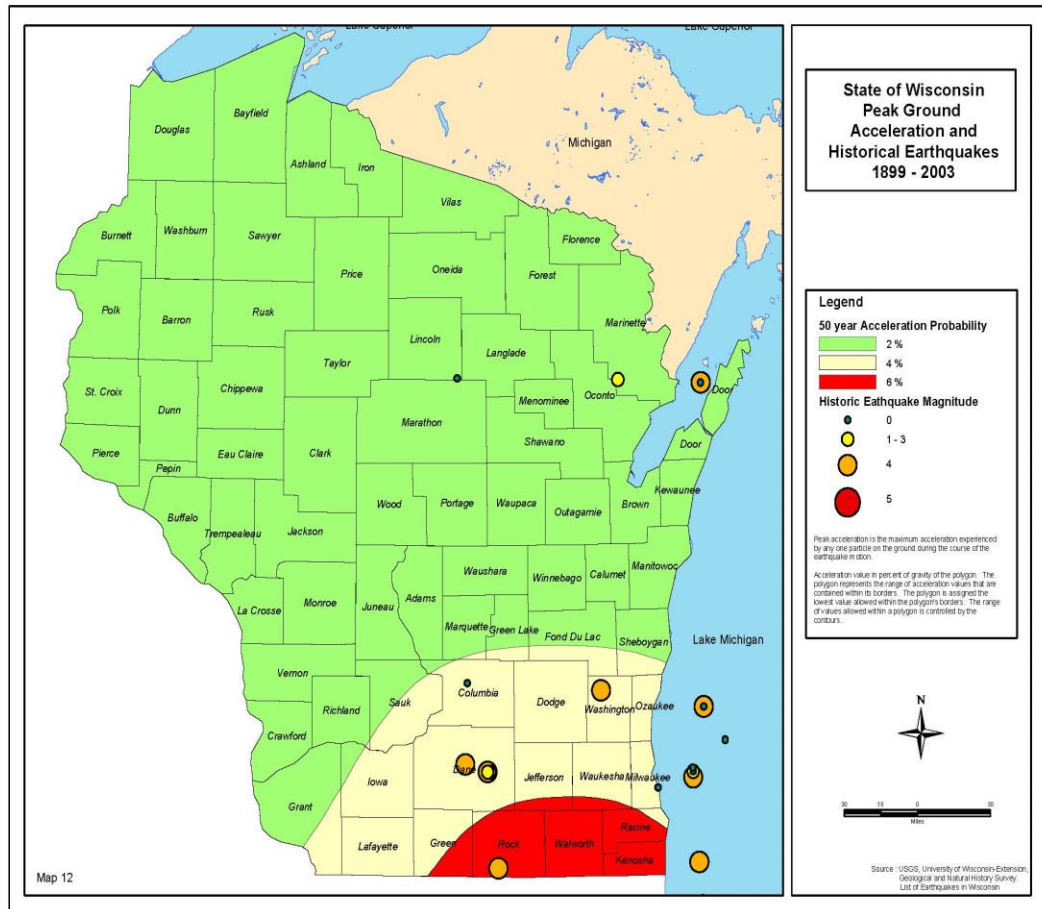 Lake Superior
Lake Superior
State of Wisconsin
Peak Ground
Acceleration and
Historical Earthquakes
1899 - 2003
Michigan
Douglas
Bayfield
Ashland
Iron
Vilas
Burnett
Washburn
Sawyer
Price
Oneida
Forest
Florence
Marinette
Polk
Barron
Rusk
Lincoln
Langlade
Taylor
Oconto
Door
St. Croix
Dunn
Chippewa
Menominee
Marathon
Shawano
Door
Pierce
Pepin
Eau Claire
Clark
Kewaunee
Buffalo
Trempealeau
Jackson
Wood
Portage
Waupaca
Outagamie
Brown
Manitowoc
La Crosse
Monroe
Juneau
Adams
Waushara
Winnebago
Calumet
Marquette
Green Lake
Fond Du Lac
Sheboygan
Lake Michigan
Vernon
Richland
Sauk
Columbia
Dodge
Washington
Ozaukee
Crawford
Grant
Iowa
Dane
Jefferson
Waukesha
Milwaukee
Lafayette
Green
Rock
Walworth
Racine
Kenosha
Map 12
Legend
50 year Acceleration Probability
2 %
4 %
6 %
Historic Eathquake Magnitude
0
1 - 3
4
5
Peak acceleration is the maximum acceleration experienced
by any one particle on the ground during the course of the
earthquake motion.
Acceleration value in percent of gravity of the polygon. The
polygon represents the range of acceleration values that are
contained within its borders. The polygon is assigned the
lowest value allowed within the polygon's borders. The range
of values allowed within a polygon is controlled by the
contours.
N
30 15 0 30
Miles
Source : USGS, University of Wisconsin-Extension,
Geological and Natural History Survey.
List of Earthquakes in Wisconsin